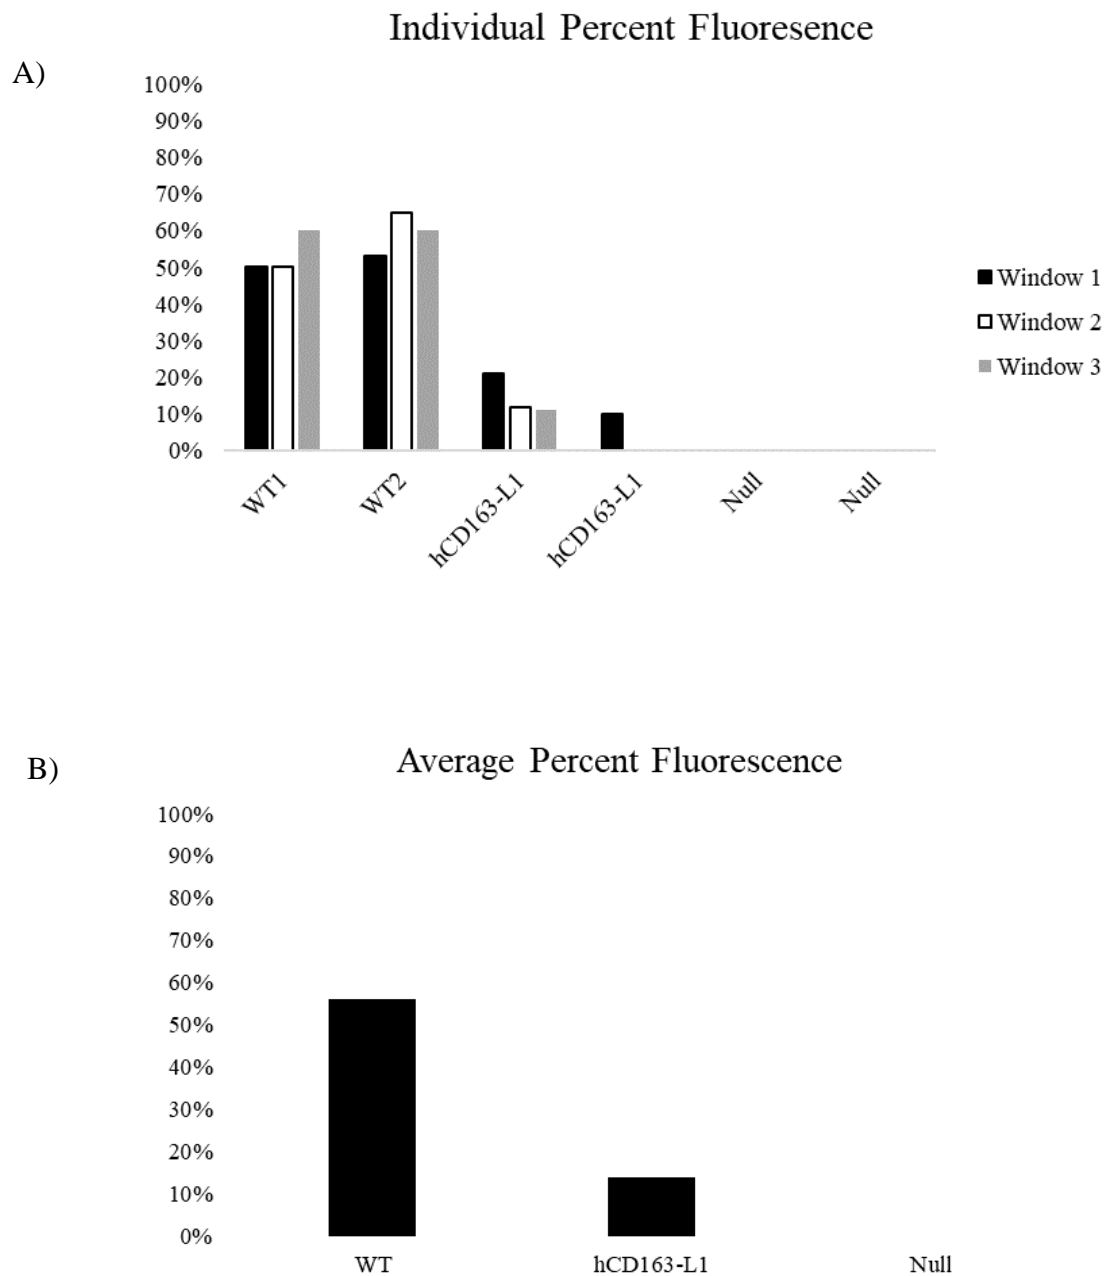 Individual Percent Fluoresence
A)
100%
90%
80%
70%
60%
50%
40%
30%
20%
10%
0%
WT1
WT2
hCD163-L1
hCD163-L1
Null
Null
Window 1
Window 2
Window 3
B)
Average Percent Fluorescence
100%
90%
80%
70%
60%
50%
40%
30%
20%
10%
0%
WT
hCD163-L1
Null